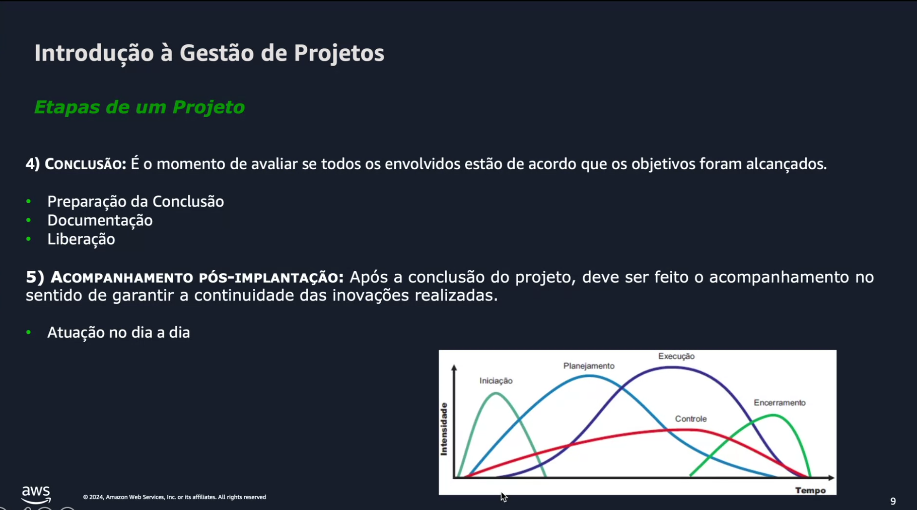 Introdução à Gestão de Projetos
Etapas de um Projeto
4) CONCLUSÃO: É o momento de avaliar se todos os envolvidos estão de acordo que os objetivos foram alcançados.
• Preparação da Conclusão
• Documentação
• Liberação
5) ACOMPANHAMENTO PÓS-IMPLANTAÇÃO: Após a conclusão do projeto, deve ser feito o acompanhamento no
sentido de garantir a continuidade das inovações realizadas.
• Atuação no dia a dia
Execução
Planejamento
Iniciação
Encerramento
Controle
Intensidade
Tempo
aws
© 2024, Amazon Web Services, Inc. or its affiliates. All rights reserved
9